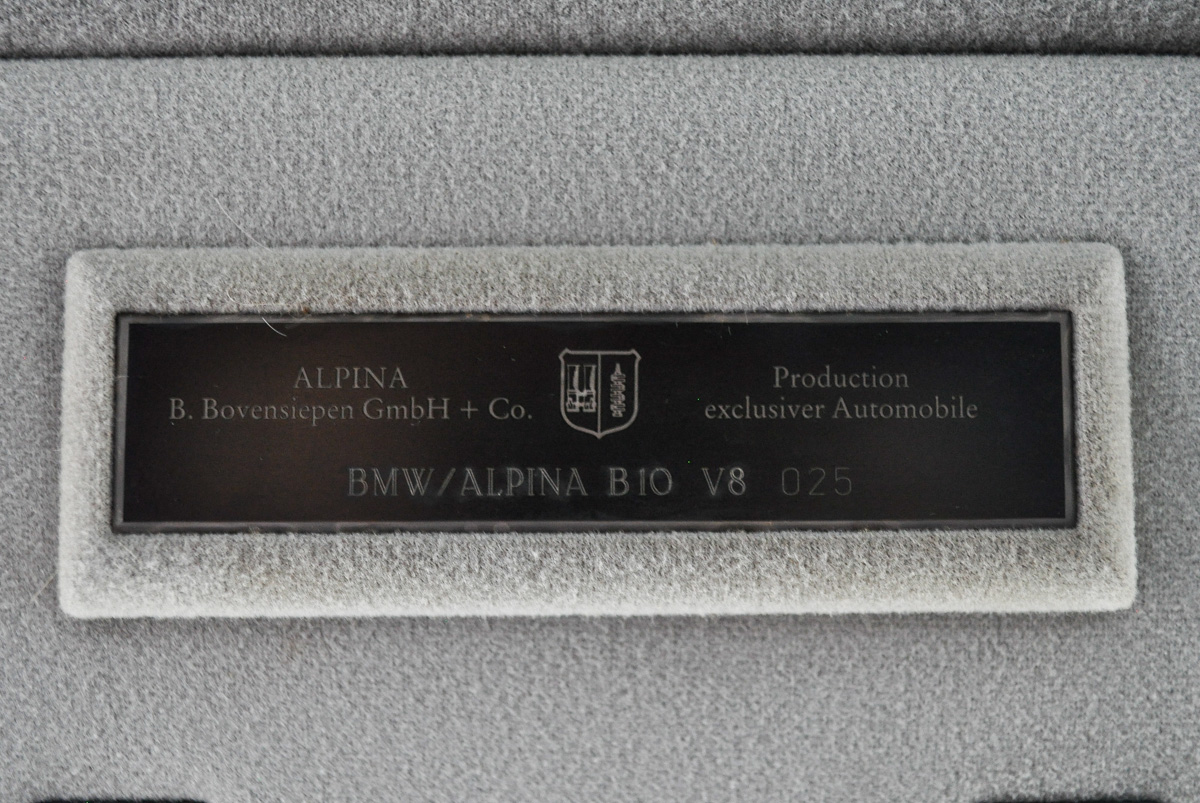 ALPINA
B. Bovensiepen GmbH + Co.
Production
exclusiver Automobile
BMW/ALPINA B10 V8 025